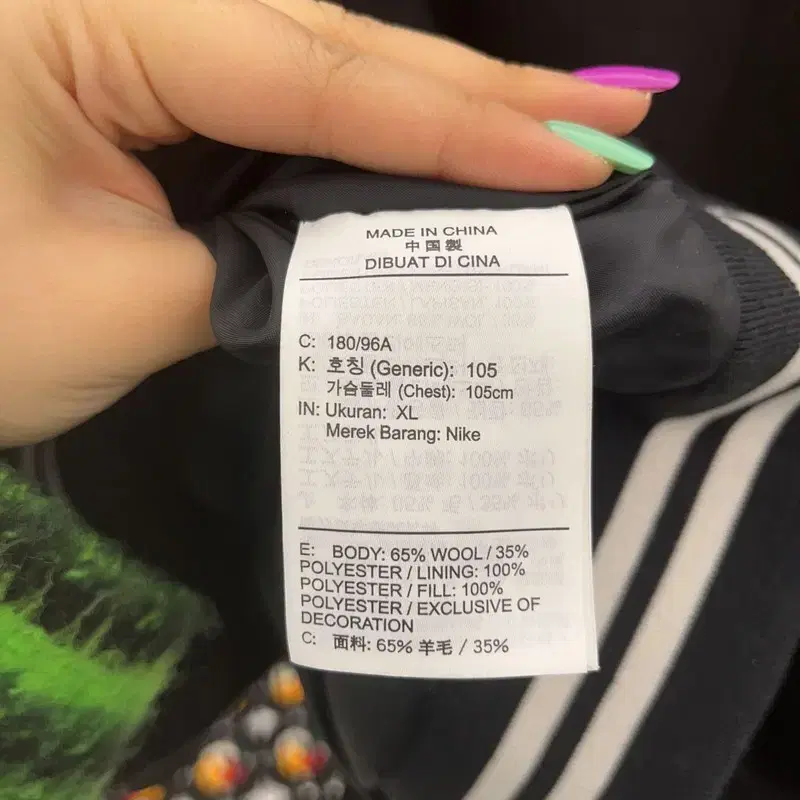 MADE IN CHINA
中国製
DIBUAT DI CINA
C: 180/96A
K: 호칭 (Generic): 105
가슴둘레 (Chest): 105cm
IN: Ukuran: XL
Merek Barang: Nike
E: BODY: 65% WOOL / 35%
POLYESTER / LINING: 100%
POLYESTER / FILL: 100%
POLYESTER / EXCLUSIVE OF
DECORATION
C: 面料: 65% 羊毛 / 35%